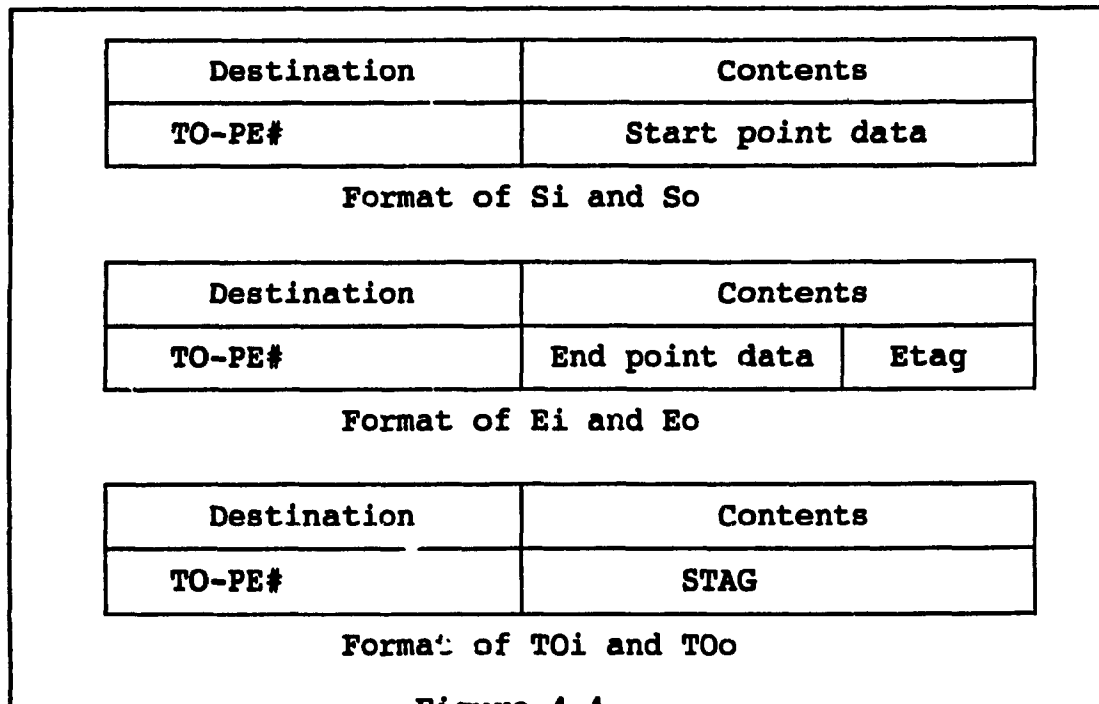 Destination Contents
TO-PE# Start point data
Format of Si and So
Destination Contents
TO-PE# End point data Etag
Format of Ei and Eo
Destination Contents
TO-PE# STAG
Format of TOi and TOo
Figure 4.4